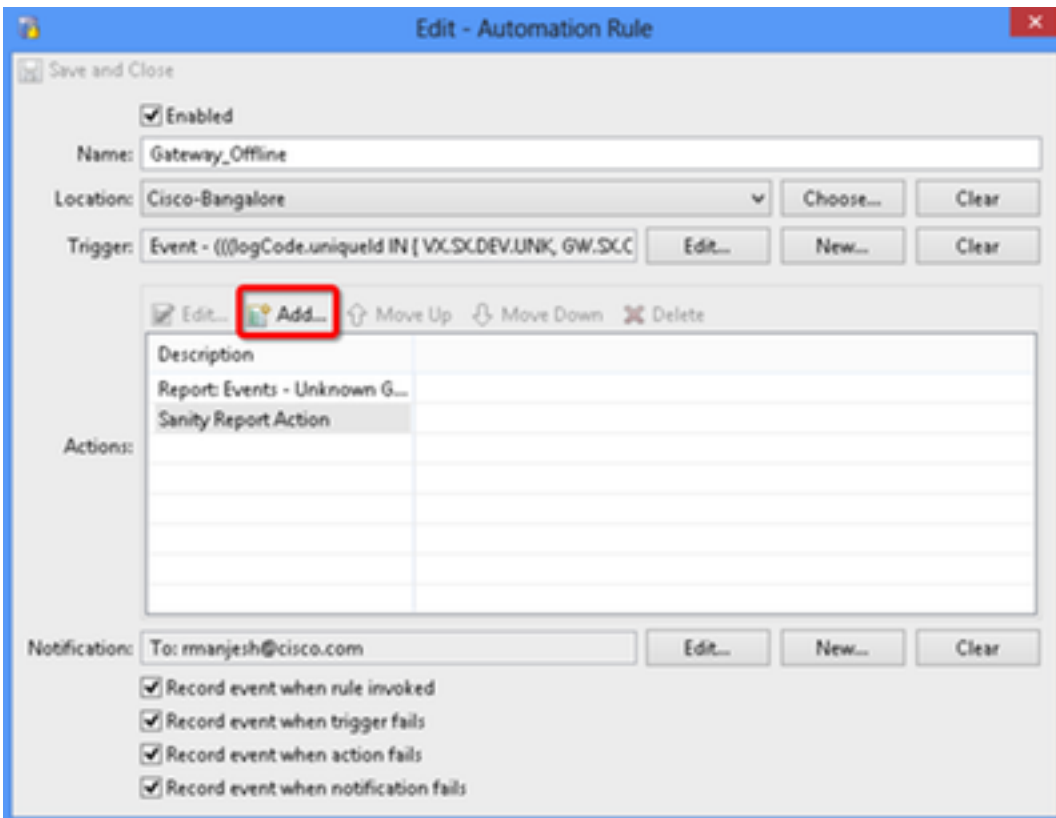 Edit - Automation Rule
Save and Close
Enabled
Name: Gateway_Offline
Location: Cisco-Bangalore Choose... Clear
Trigger: Event - (((logCode.uniqueId IN [ VX.SX.DEV.UNK, GW.SX.C Edit... New... Clear
Edit... Add... Move Up Move Down Delete
Description
Report: Events - Unknown G...
Sanity Report Action
Actions:
Notification: To: rmanjesh@cisco.com Edit... New... Clear
Record event when rule invoked
Record event when trigger fails
Record event when action fails
Record event when notification fails